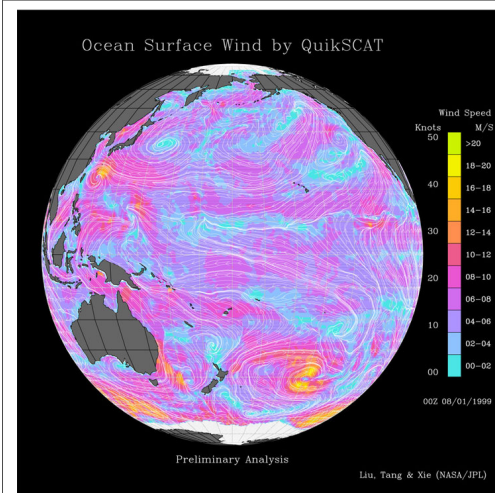 Ocean Surface Wind by QuikSCAT
Wind Speed
Knots M/S
50
>20
18-20
40
16-18
14-16
30
12-14
10-12
20
08-10
06-08
10
04-06
02-04
00
00-02
00Z 08/01/1999
Preliminary Analysis
Liu, Tang & Xie (NASA/JPL)